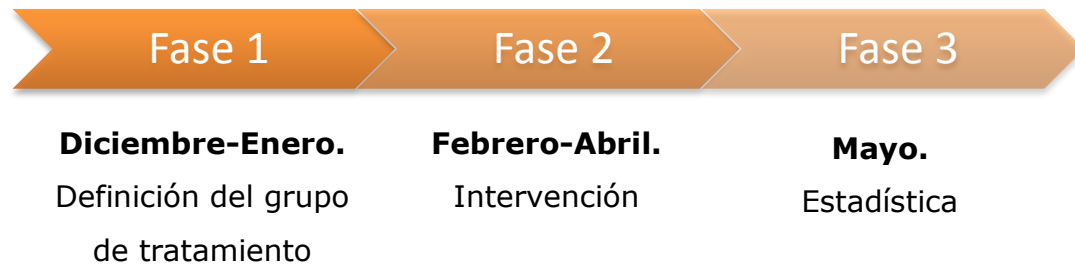 Fase 1
Fase 2
Fase 3
Diciembre-Enero.
Definición del grupo
de tratamiento
Febrero-Abril.
Intervención
Mayo.
Estadística